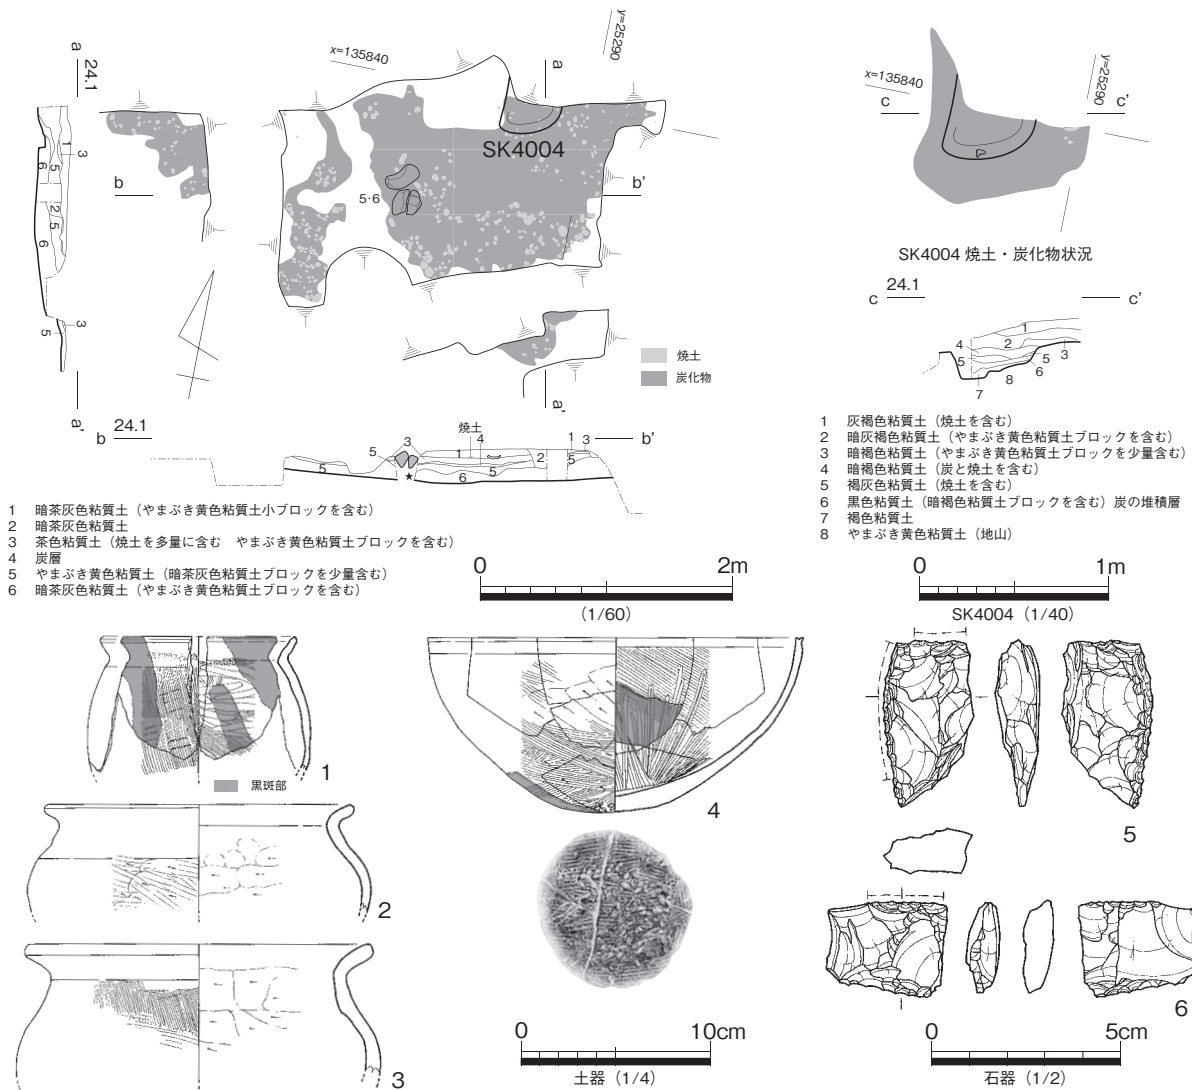 a
24.1
1
3
6
5
2
5
6
3
5
a'
x=135840
y=25290
a
SK4004
b
b'
5·6
焼土
炭化物
a'
b 24.1
b'
焼土
5
3
4
1
2
1
3
5
5
5
6
★
x=135840
y=25290
c
c'
SK4004 焼土・炭化物状況
c 24.1
c'
1
2
4
5
5
3
6
8
7
1 暗茶灰色粘質土（やまぶき黄色粘質土小ブロックを含む）
2 暗茶灰色粘質土
3 茶色粘質土（焼土を多量に含む　やまぶき黄色粘質土ブロックを含む）
4 炭層
5 やまぶき黄色粘質土（暗茶灰色粘質土ブロックを少量含む）
6 暗茶灰色粘質土（やまぶき黄色粘質土ブロックを含む）
1 灰褐色粘質土（焼土を含む）
2 暗灰褐色粘質土（やまぶき黄色粘質土ブロックを含む）
3 暗褐色粘質土（やまぶき黄色粘質土ブロックを少量含む）
4 暗褐色粘質土（炭と焼土を含む）
5 褐灰色粘質土（焼土を含む）
6 黒色粘質土（暗褐色粘質土ブロックを含む）炭の堆積層
7 褐色粘質土
8 やまぶき黄色粘質土（地山）
0 2m
(1/60)
0 1m
SK4004（1/40）
1
黒斑部
2
3
4
5
6
0 10cm
土器（1/4）
0 5cm
石器（1/2）